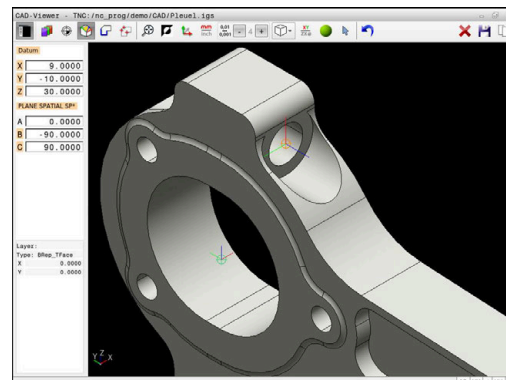 CAD-Viewer - TNC:/nc_prog/demo/CAD/Pleuel.igs
mm inch 0.01 0.001 4 XY
Datum
X 9.0000
Y -10.0000
Z 30.0000
PLANE SPATIAL SP*
A 0.0000
B -90.0000
C 90.0000
Layer:
Type: BRep_TFace
X 0.0000
Y 0.0000
Y Z X